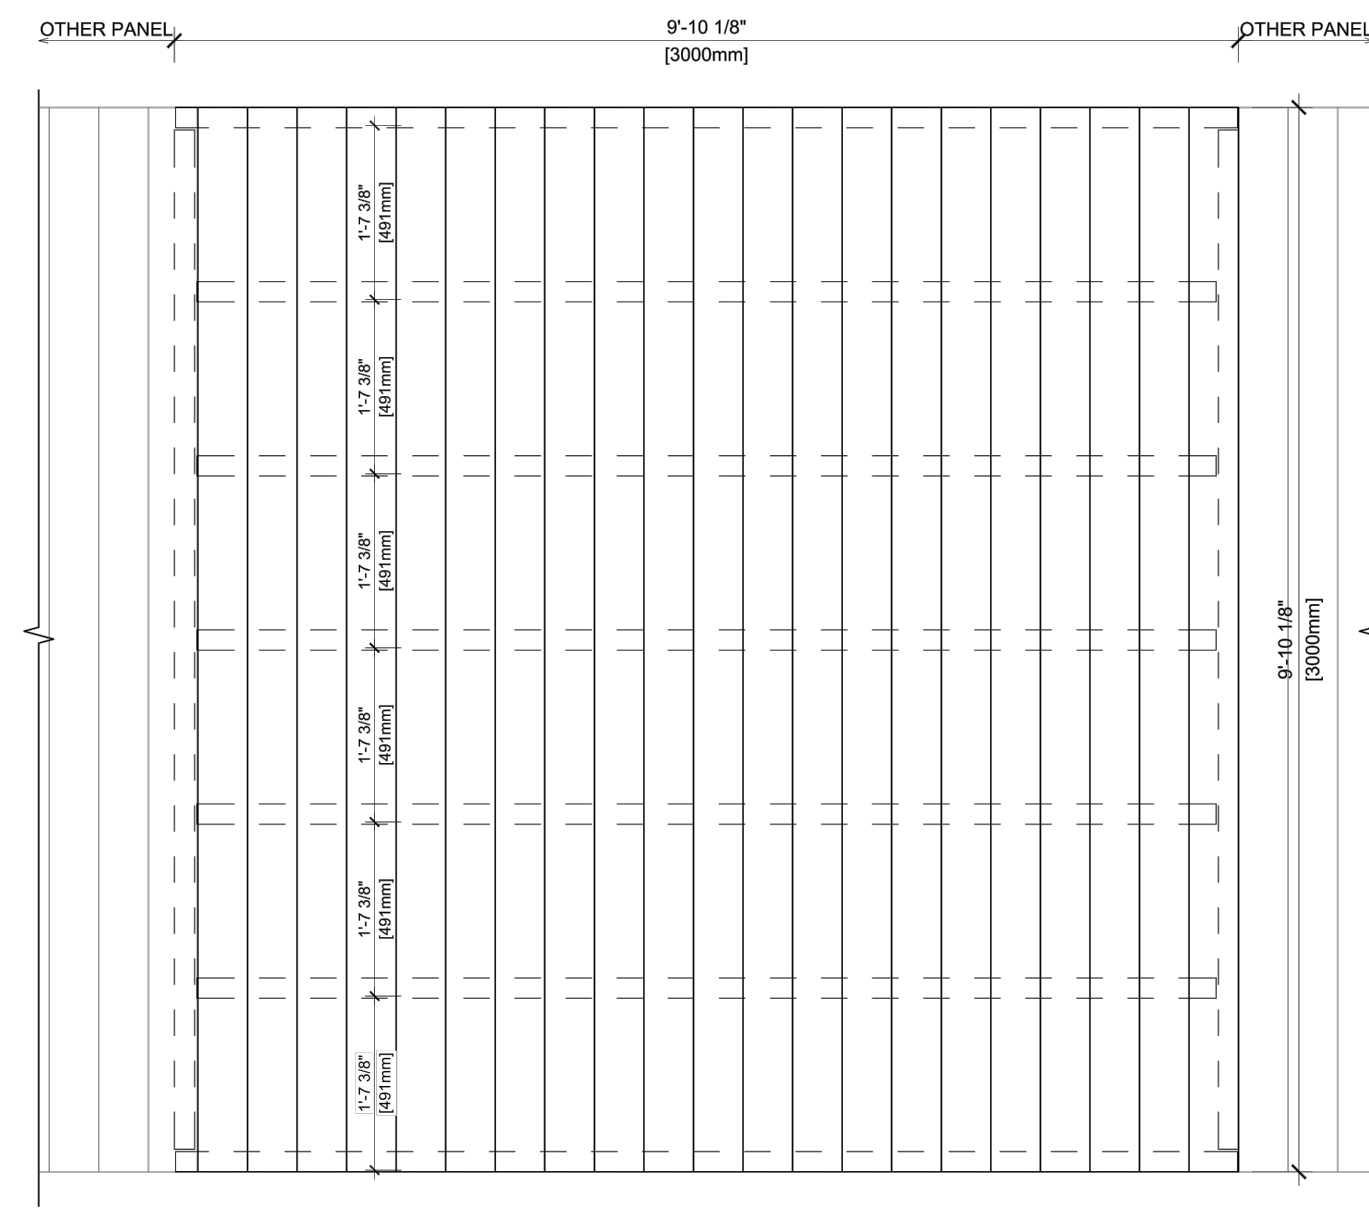 OTHER PANEL
9'-10 1/8"
[3000mm]
OTHER PANEL
1'-7 3/8"
[491mm]
1'-7 3/8"
[491mm]
1'-7 3/8"
[491mm]
1'-7 3/8"
[491mm]
1'-7 3/8"
[491mm]
1'-7 3/8"
[491mm]
9'-10 1/8"
[3000mm]